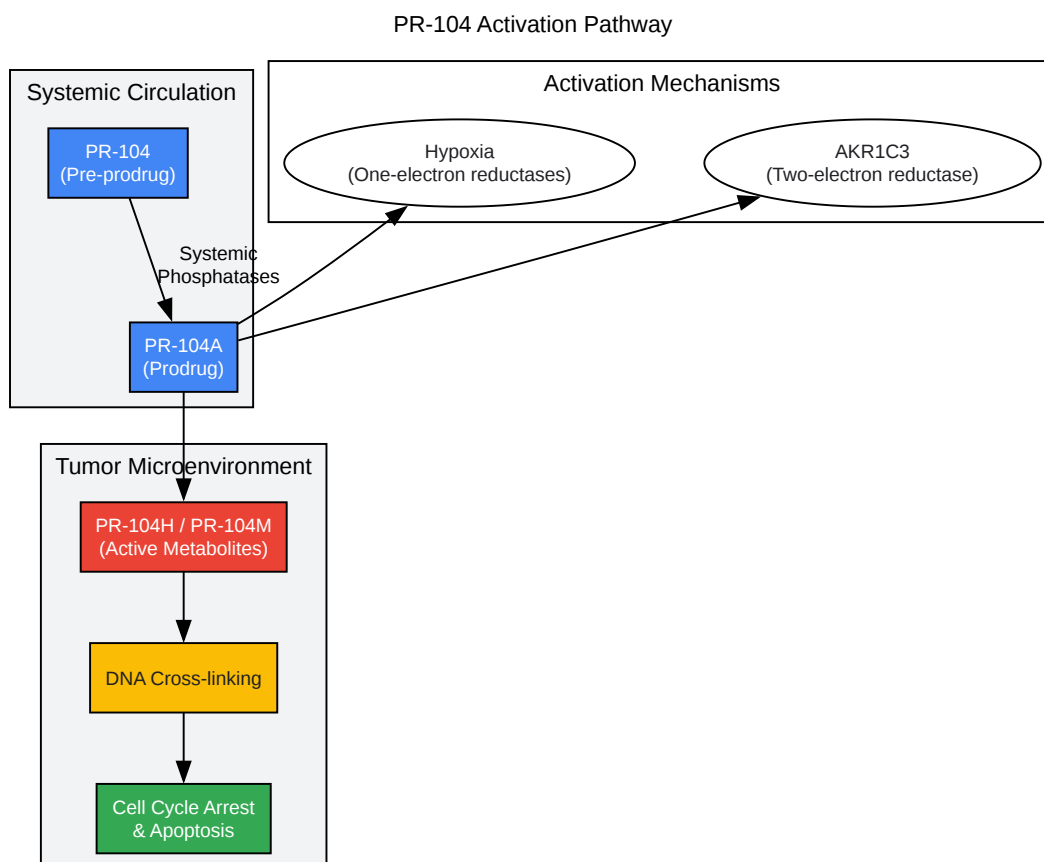 PR-104 Activation Pathway
Systemic Circulation
PR-104
(Pre-prodrug)
Systemic
Phosphatases
PR-104A
(Prodrug)
Activation Mechanisms
Hypoxia
(One-electron reductases)
AKR1C3
(Two-electron reductase)
Tumor Microenvironment
PR-104H / PR-104M
(Active Metabolites)
DNA Cross-linking
Cell Cycle Arrest
& Apoptosis